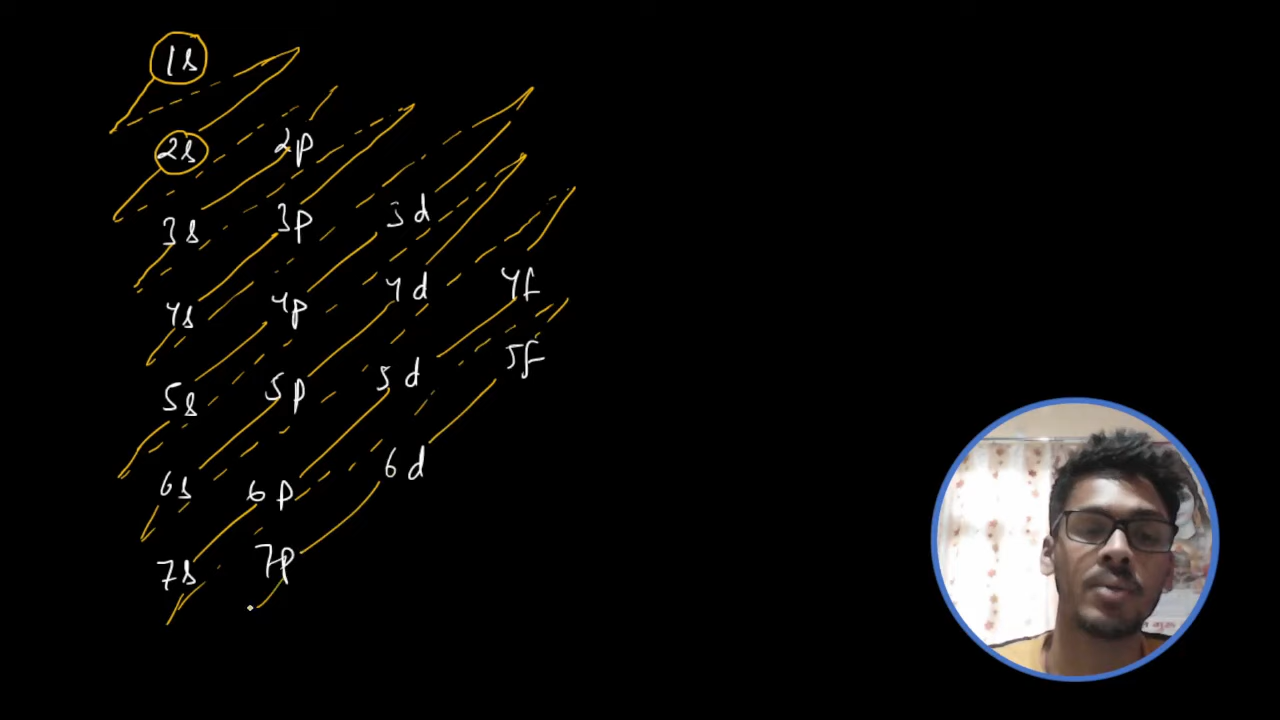 1s
2s 2p
3s 3p 3d
4s 4p 4d 4f
5s 5p 5d 5f
6s 6p 6d
7s 7p